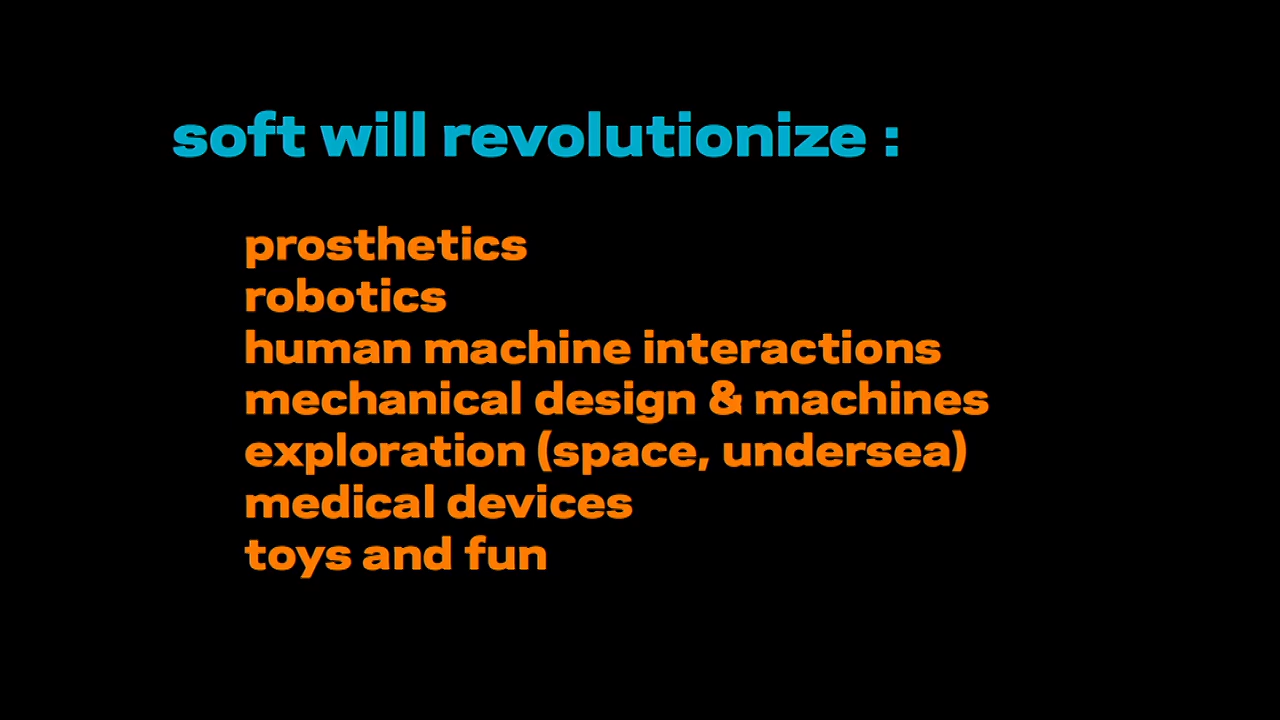 soft will revolutionize :
prosthetics
robotics
human machine interactions
mechanical design & machines
exploration (space, undersea)
medical devices
toys and fun